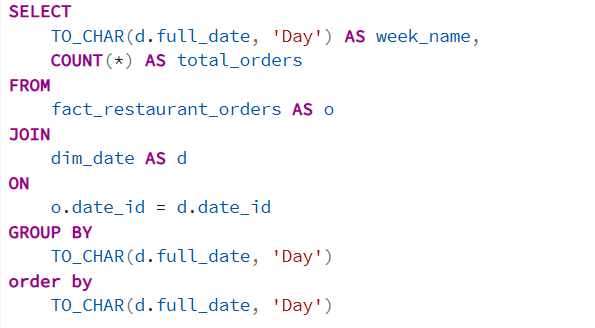 SELECT
    TO_CHAR(d.full_date, 'Day') AS week_name,
    COUNT(*) AS total_orders
FROM
    fact_restaurant_orders AS o
JOIN
    dim_date AS d
ON
    o.date_id = d.date_id
GROUP BY
    TO_CHAR(d.full_date, 'Day')
order by
    TO_CHAR(d.full_date, 'Day')